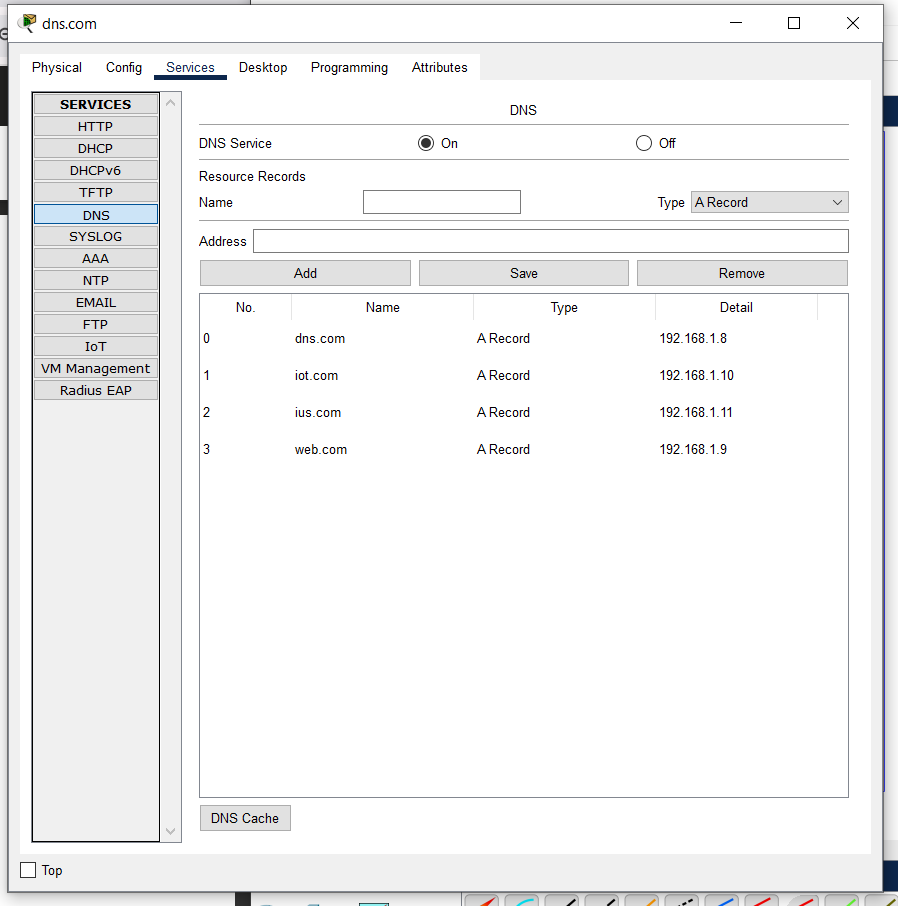 dns.com
Physical Config Services Desktop Programming Attributes
SERVICES
HTTP
DHCP
DHCPv6
TFTP
DNS
SYSLOG
AAA
NTP
EMAIL
FTP
IoT
VM Management
Radius EAP
DNS
DNS Service On Off
Resource Records
Name Type A Record
Address
Add Save Remove
No. Name Type Detail
0 dns.com A Record 192.168.1.8
1 iot.com A Record 192.168.1.10
2 ius.com A Record 192.168.1.11
3 web.com A Record 192.168.1.9
DNS Cache
Top